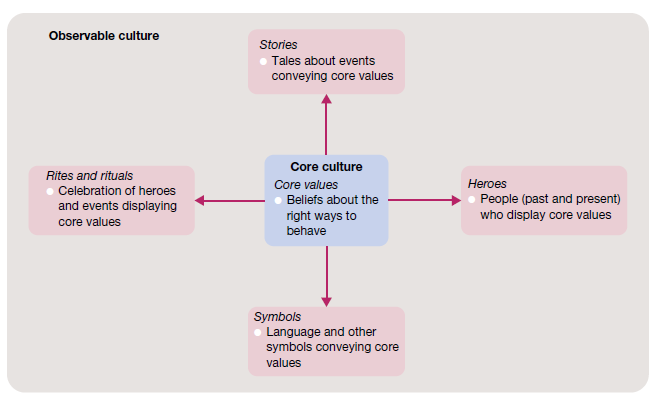 Observable culture
Stories
Tales about events
conveying core values
Core culture
Core values
Beliefs about the
right ways to
behave
Rites and rituals
Celebration of heroes
and events displaying
core values
Heroes
People (past and present)
who display core values
Symbols
Language and other
symbols conveying core
values